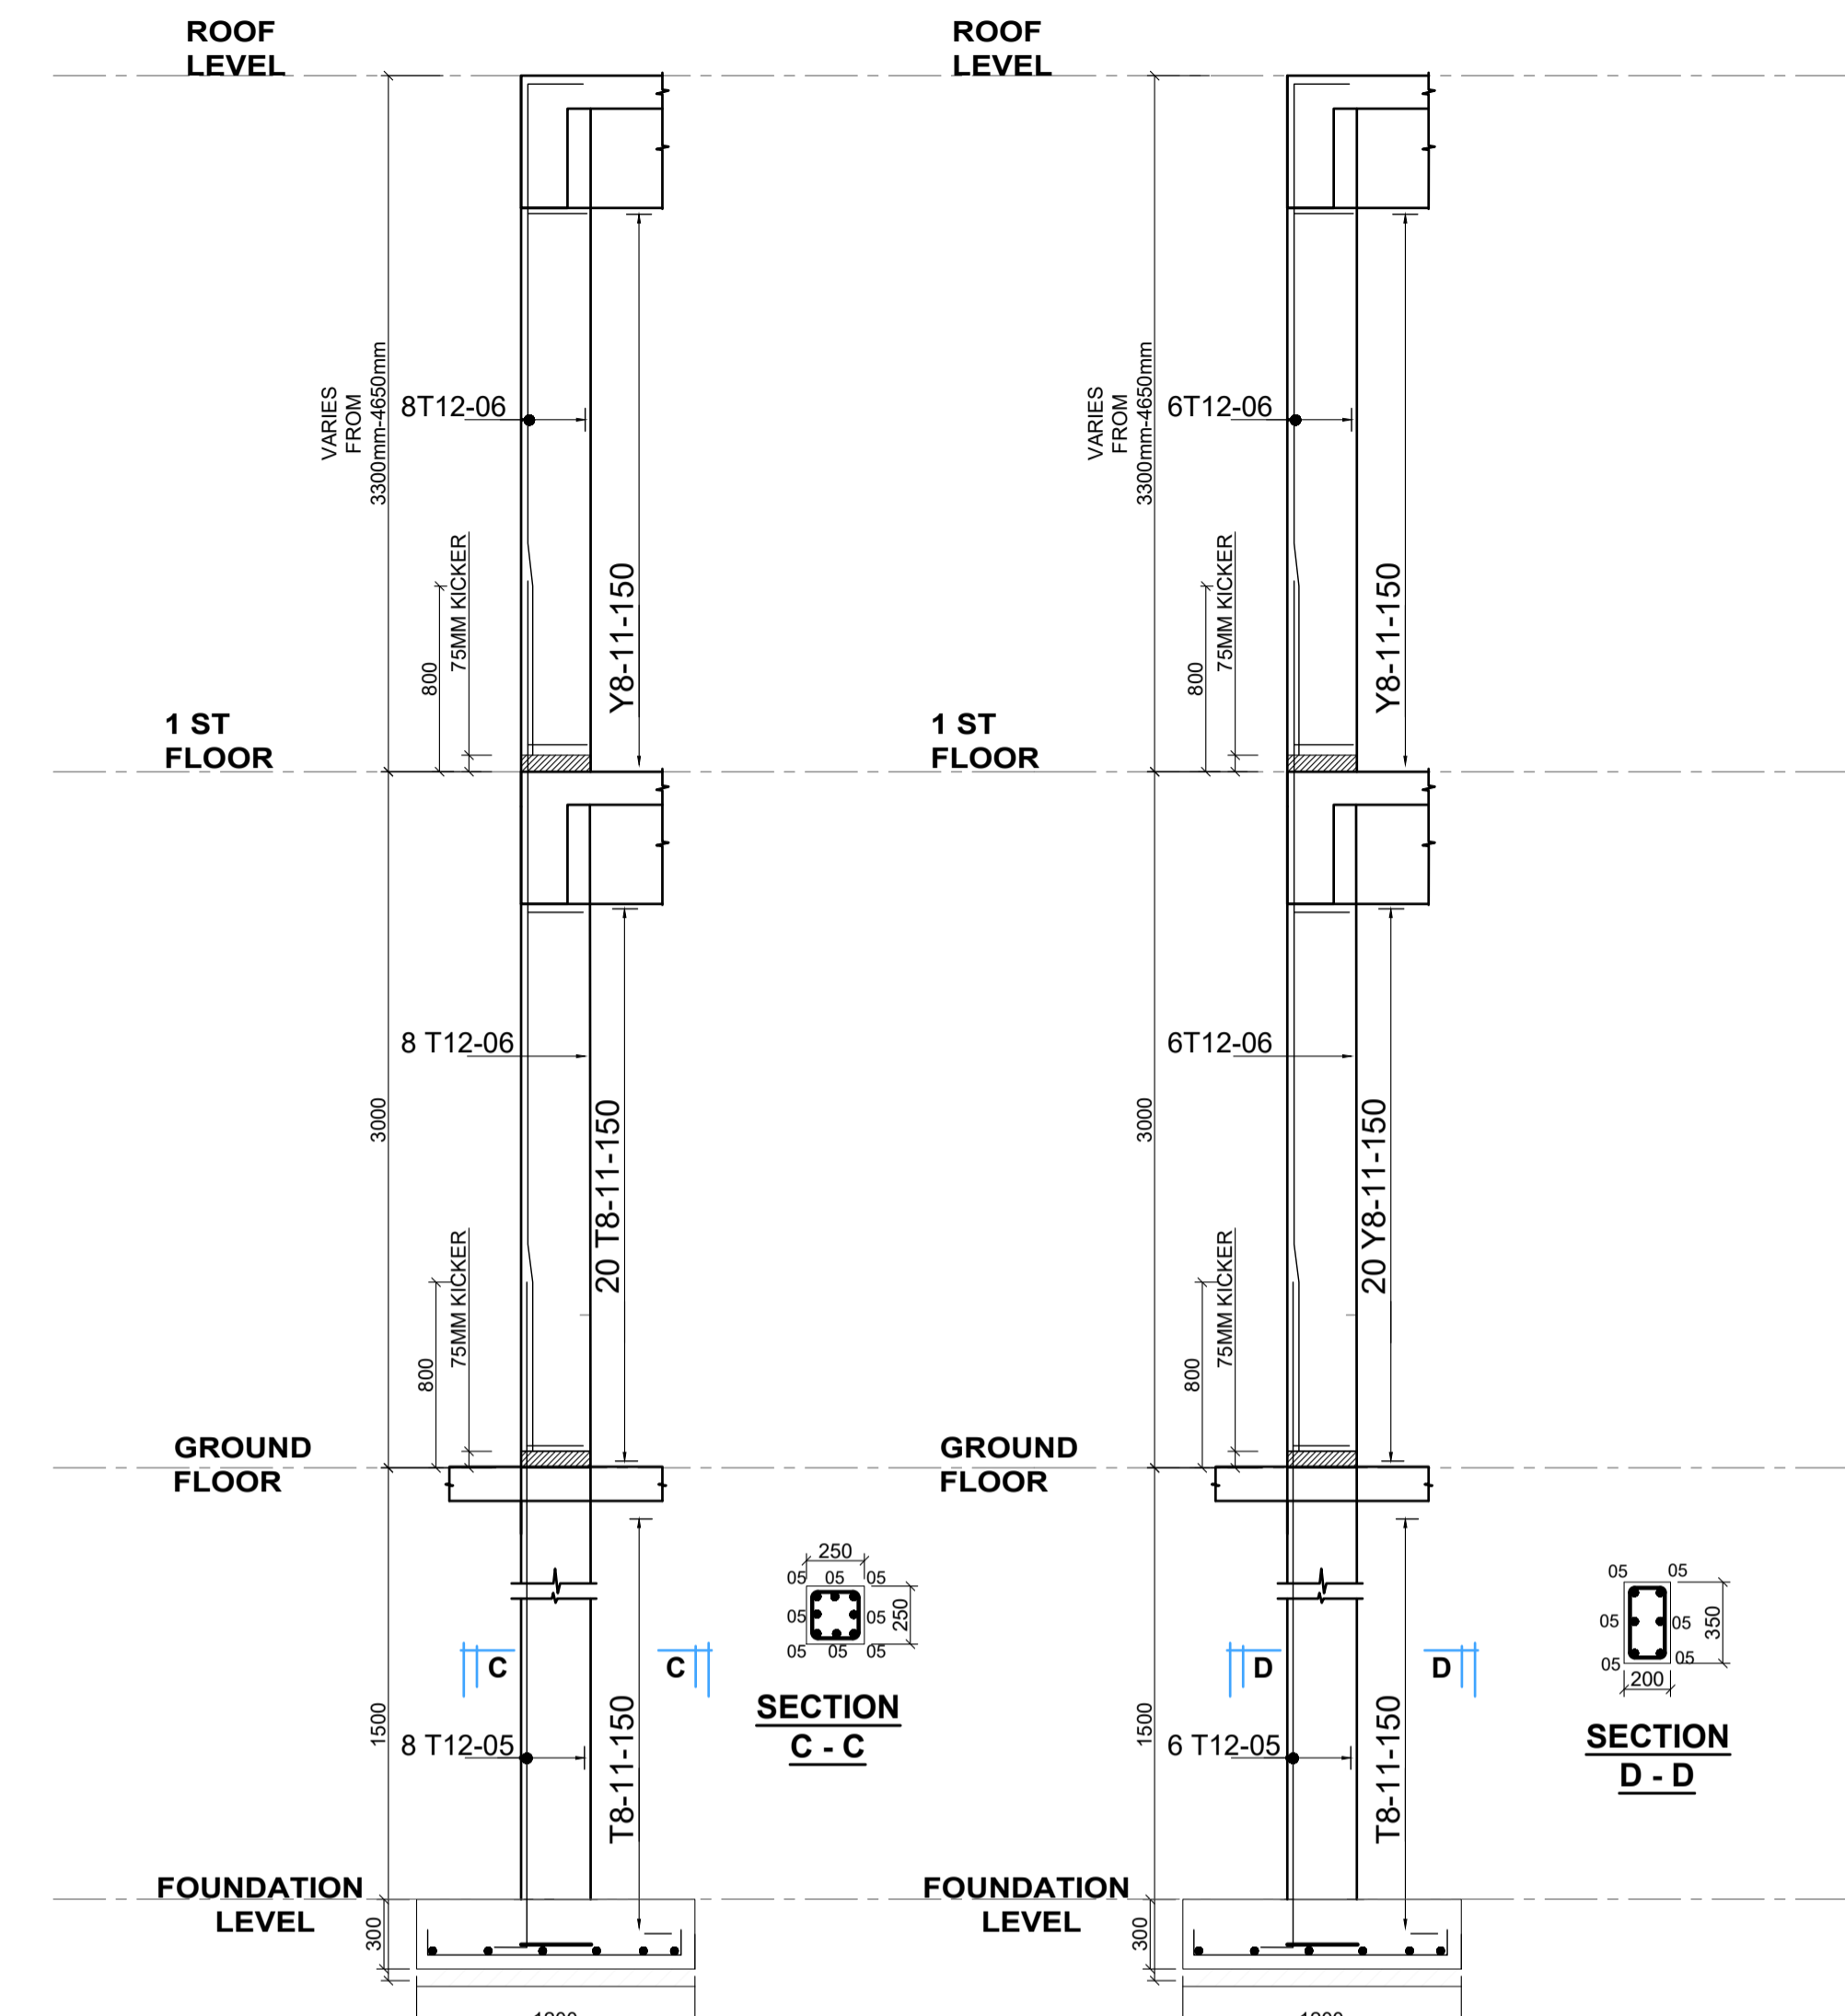 ROOF
LEVEL
VARIES
FROM
3300mm-4650mm
8T12-06
75MM KICKER
800
Y8-11-150
1 ST
FLOOR
8 T12-06
3000
20 T8-11-150
75MM KICKER
800
GROUND
FLOOR
1500
C
C
8 T12-05
T8-11-150
250
05 05 05
05 05
250
05 05 05
SECTION
C - C
FOUNDATION
LEVEL
300
ROOF
LEVEL
VARIES
FROM
3300mm-4650mm
6T12-06
75MM KICKER
800
Y8-11-150
1 ST
FLOOR
6T12-06
3000
20 Y8-11-150
75MM KICKER
800
GROUND
FLOOR
1500
D
D
6 T12-05
T8-11-150
05 05
05 05
350
05 05
200
SECTION
D - D
FOUNDATION
LEVEL
300